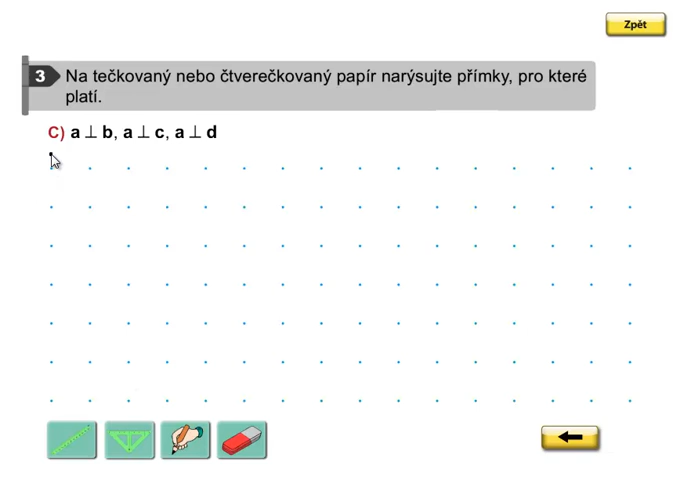 Zpět
3 Na tečkovaný nebo čtverečkovaný papír narýsujte přímky, pro které
platí.
C) a ⊥ b, a ⊥ c, a ⊥ d